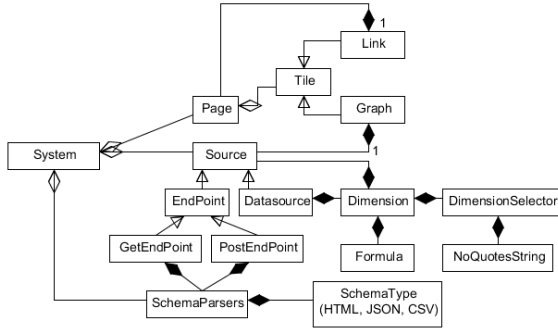 1
Link
Tile
Page
Graph
System
Source
1
EndPoint
Datasource
Dimension
DimensionSelector
GetEndPoint
PostEndPoint
Formula
NoQuotesString
SchemaParsers
SchemaType
(HTML, JSON, CSV)